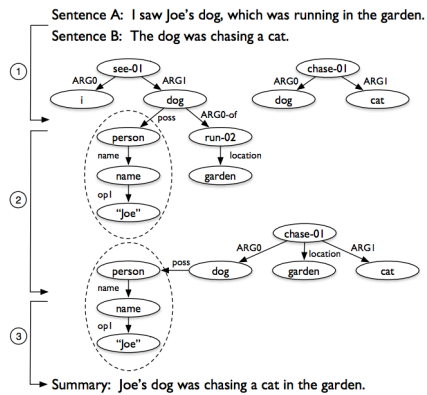 Sentence A: I saw Joe's dog, which was running in the garden.
Sentence B: The dog was chasing a cat.
1
see-01
chase-01
ARG0
ARG1
ARG0
ARG1
i
dog
dog
cat
poss
ARG0-of
person
run-02
name
location
name
garden
op1
2
"Joe"
chase-01
ARG0
location
ARG1
poss
person
dog
garden
cat
name
name
3
op1
"Joe"
Summary: Joe's dog was chasing a cat in the garden.